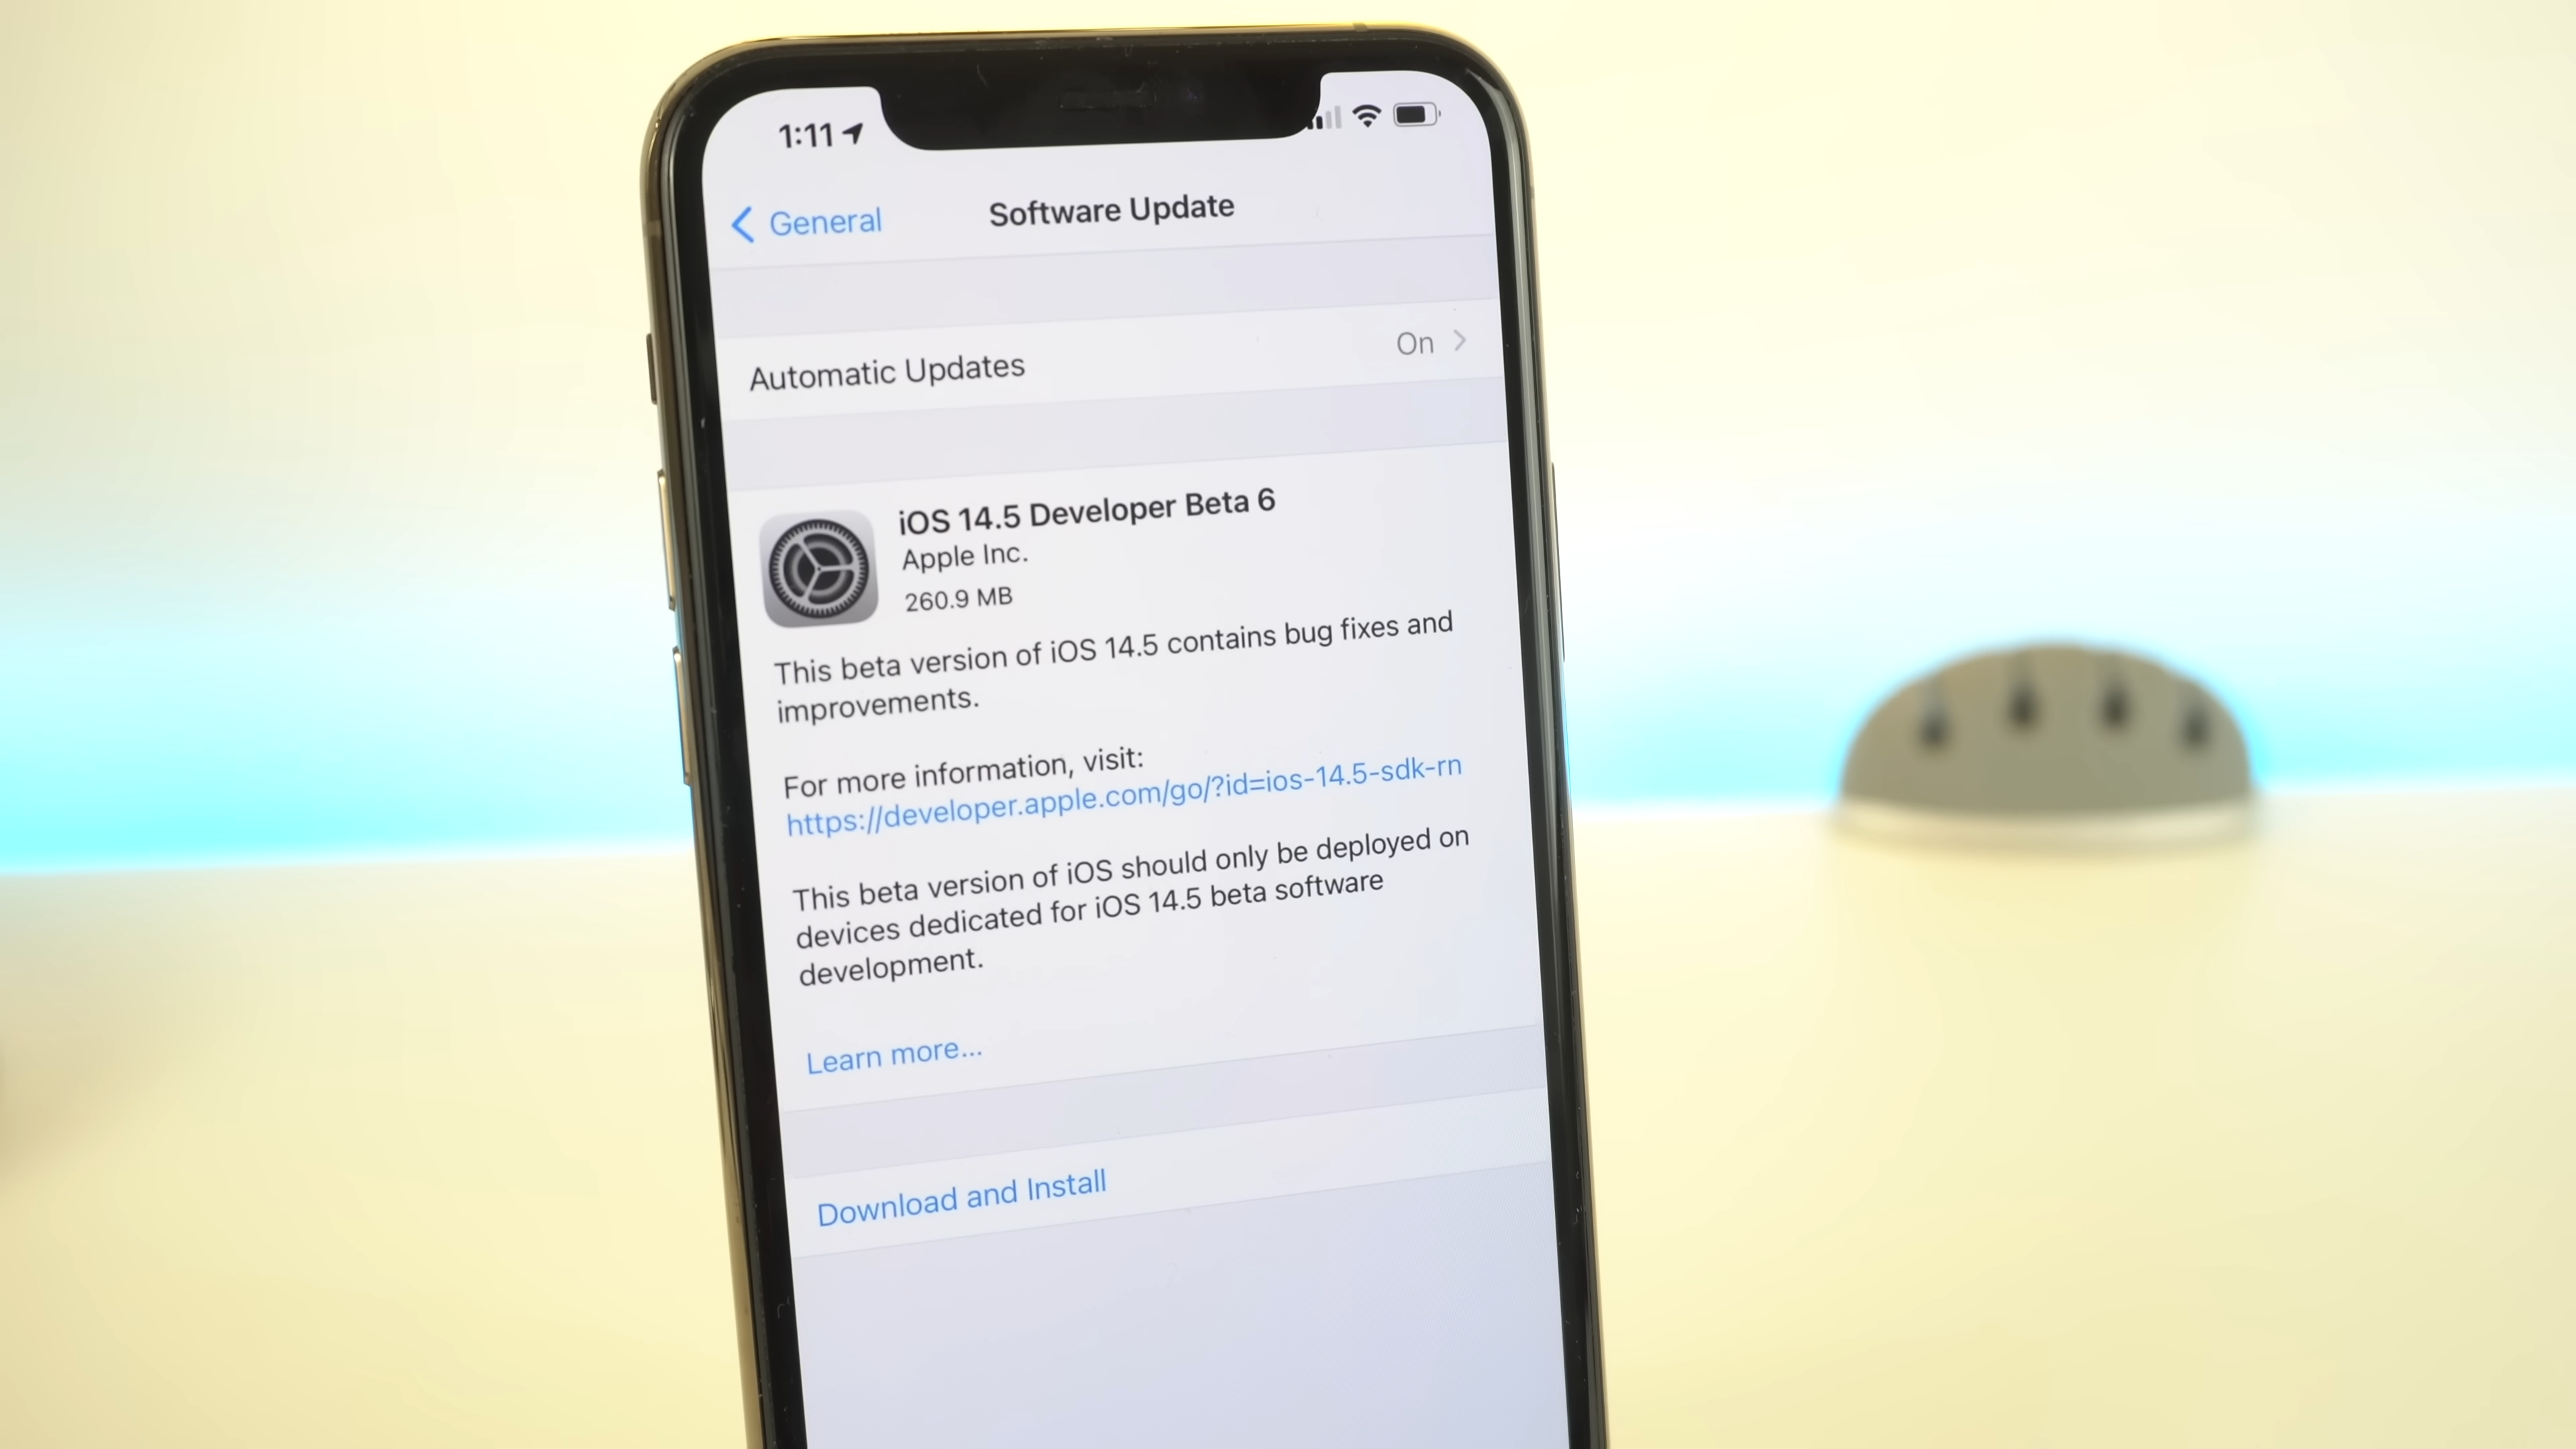 1:11
General
Software Update
Automatic Updates
On
iOS 14.5 Developer Beta 6
Apple Inc.
260.9 MB
This beta version of iOS 14.5 contains bug fixes and
improvements.
For more information, visit:
https://developer.apple.com/go/?id=ios-14.5-sdk-rn
This beta version of iOS should only be deployed on
devices dedicated for iOS 14.5 beta software
development.
Learn more...
Download and Install